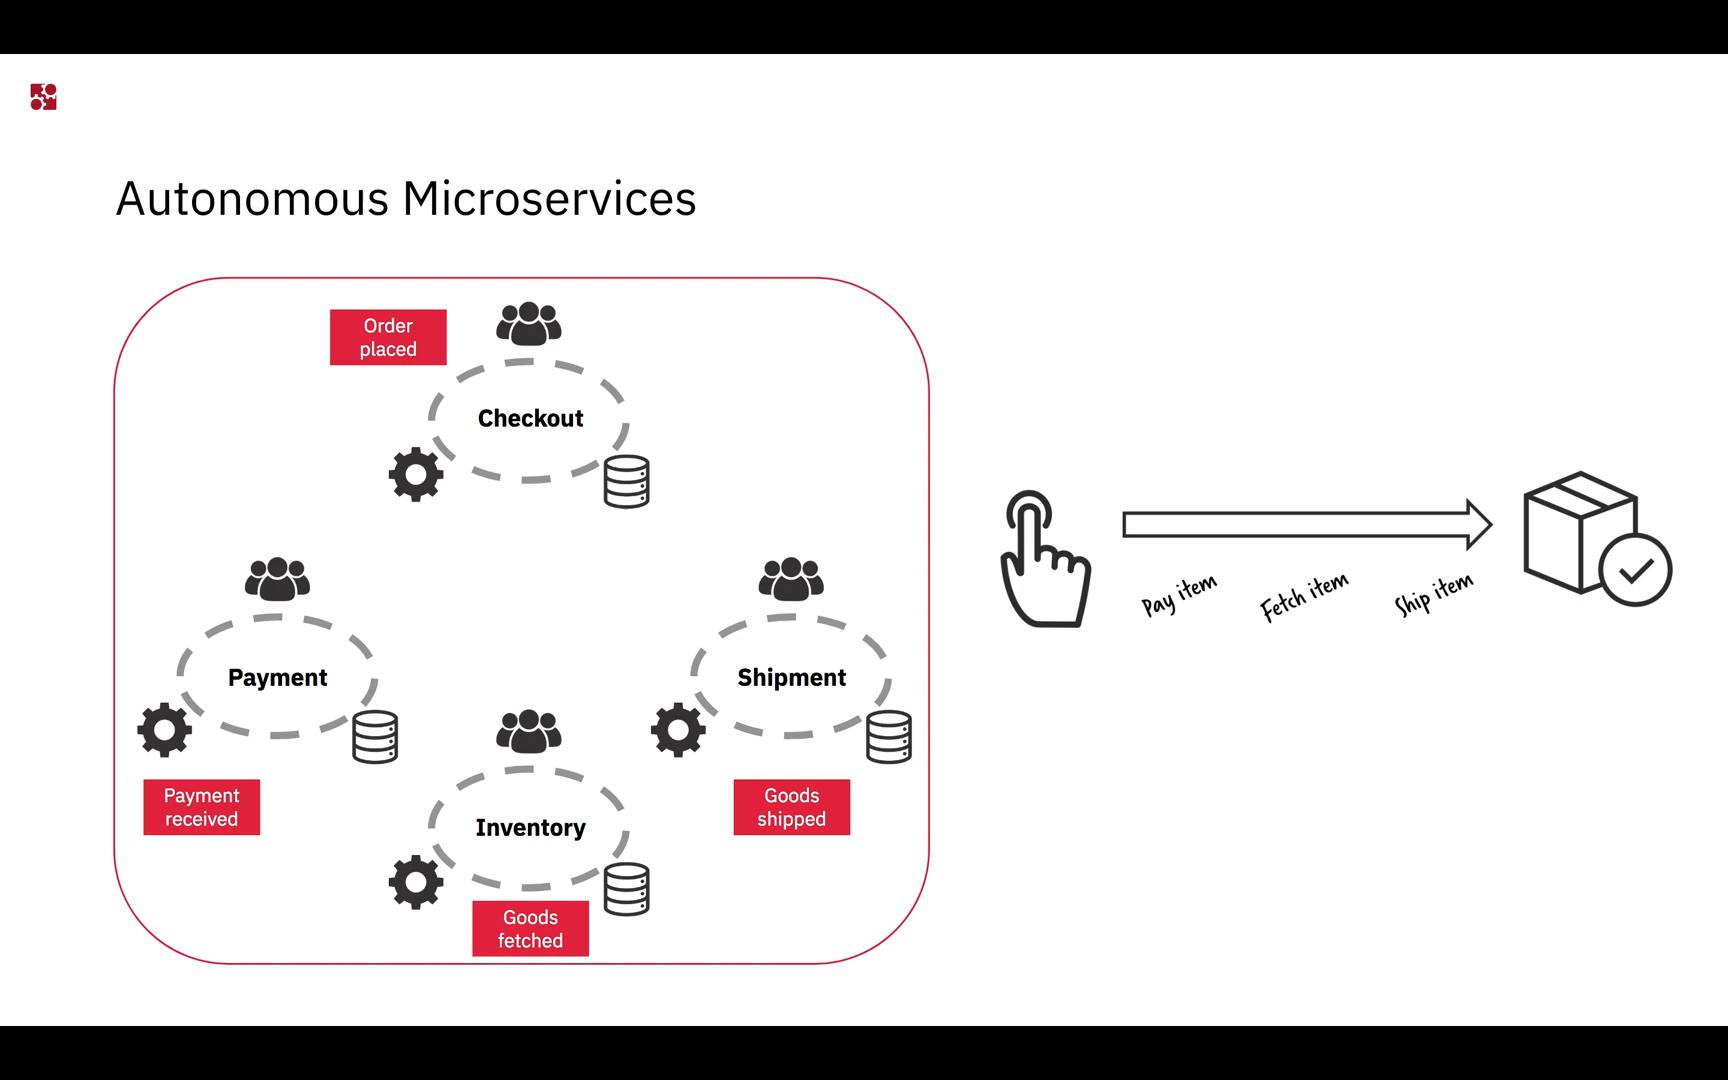 Autonomous Microservices
Order
placed
Checkout
Payment
Shipment
Payment
received
Inventory
Goods
shipped
Goods
fetched
Pay item
Fetch item
Ship item